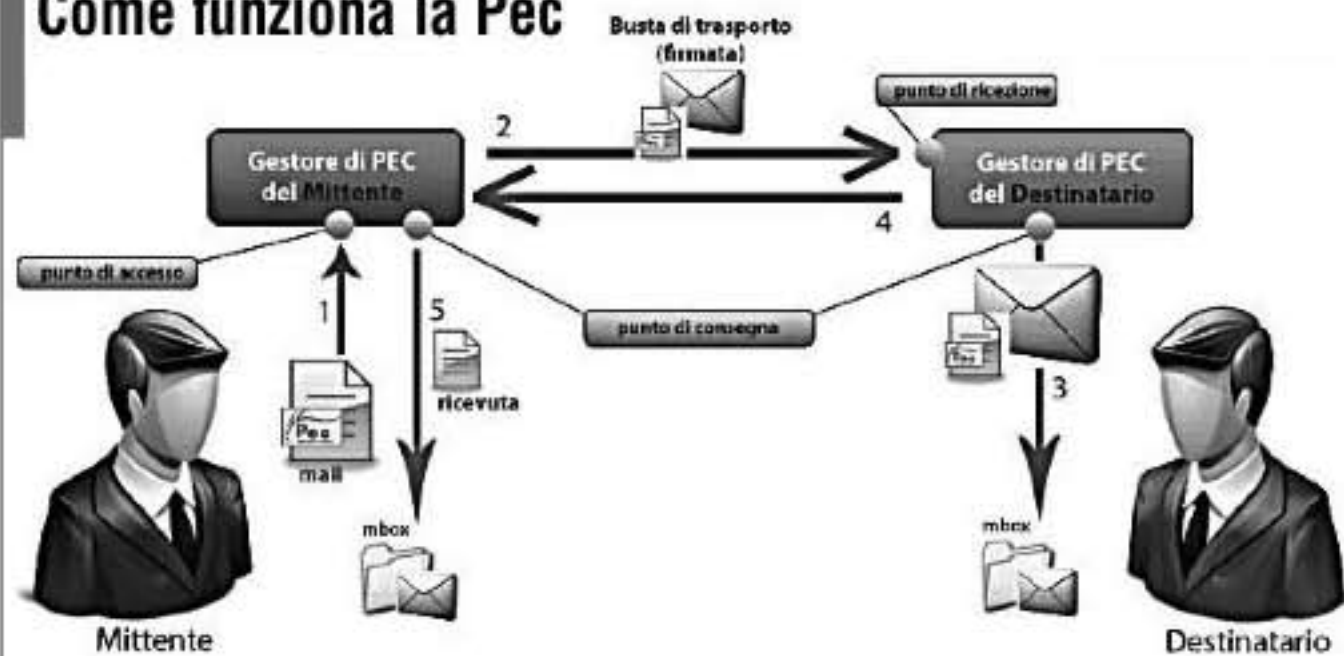 Come funziona la Pec
Busta di trasporto
(firmata)
punto di ricezione
2
Gestore di PEC
del Mittente
Gestore di PEC
del Destinatario
4
punto di accesso
1
5
punto di consegna
Pec
3
ricevuta
Pec
mail
mbox
mbox
Mittente
Destinatario